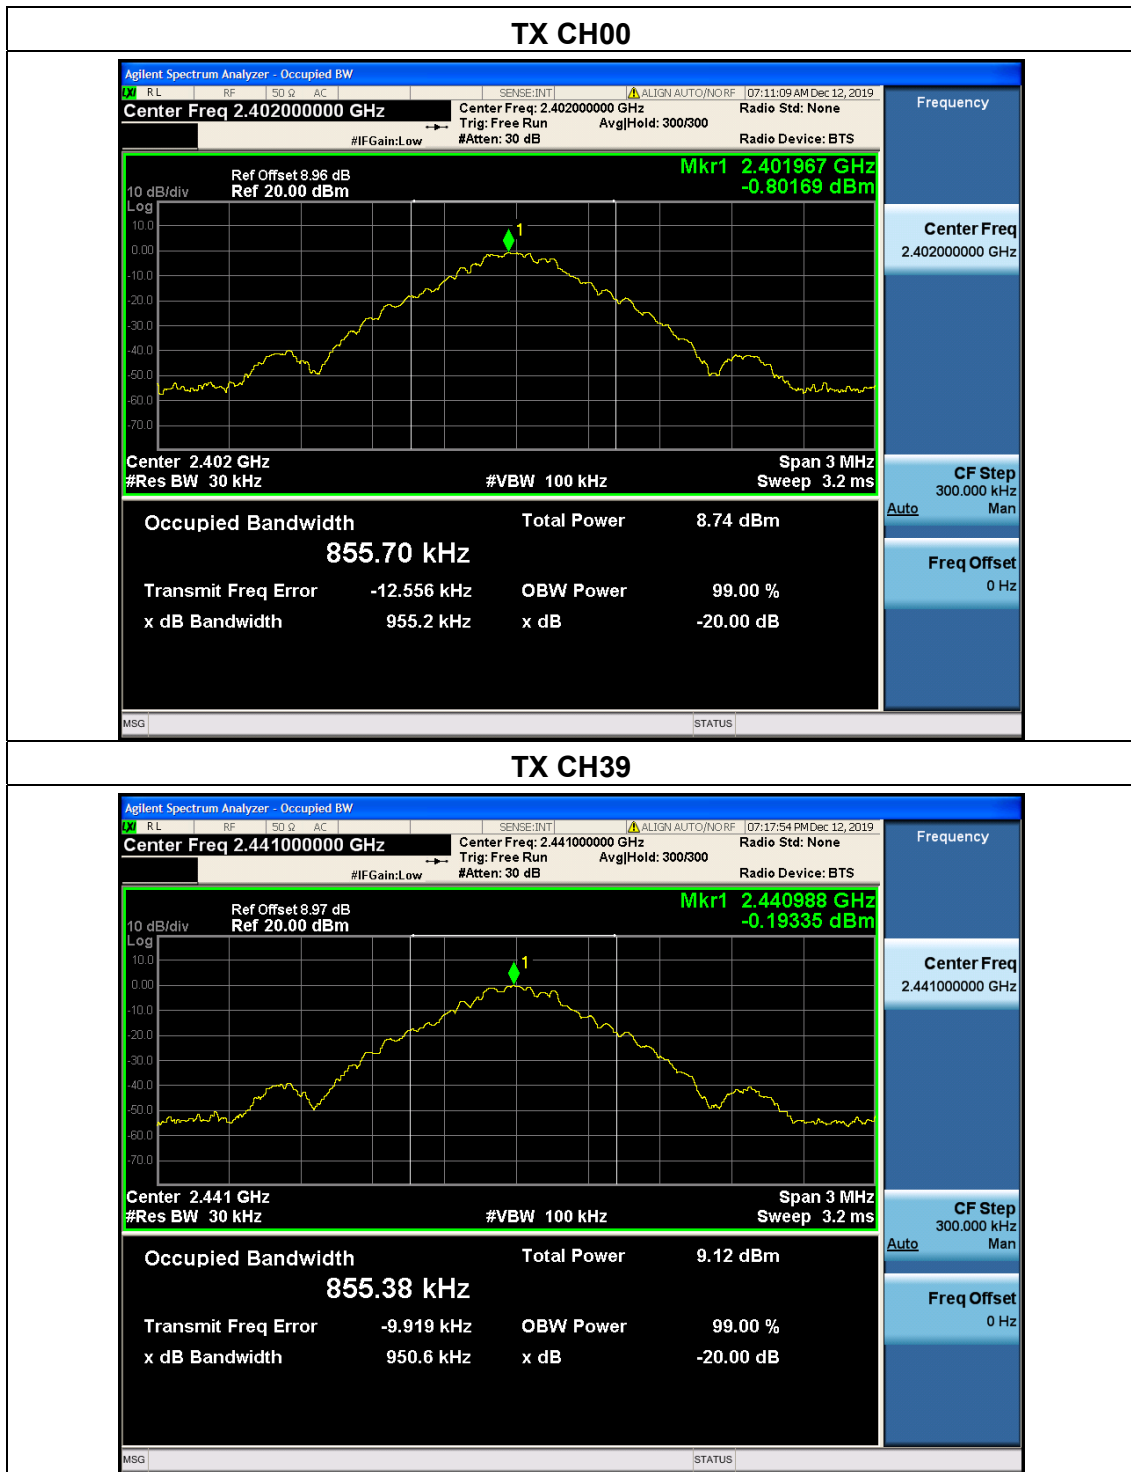 TX CH00
Agilent Spectrum Analyzer - Occupied BW
LXI RL RF 50 Ω AC SENSE:INT ALIGN AUTO/NO RF 07:11:09 AM Dec 12, 2019
Center Freq 2.402000000 GHz
Center Freq: 2.402000000 GHz Radio Std: None
Trig: Free Run Avg|Hold: 300/300
#IFGain:Low #Atten: 30 dB Radio Device: BTS
Frequency
Mkr1 2.401967 GHz
-0.80169 dBm
Ref Offset 8.96 dB
10 dB/div Ref 20.00 dBm
Log
10.0
0.00
-10.0
-20.0
-30.0
-40.0
-50.0
-60.0
-70.0
1
Center 2.402 GHz Span 3 MHz
#Res BW 30 kHz #VBW 100 kHz Sweep 3.2 ms
Center Freq
2.402000000 GHz
CF Step
300.000 kHz
Auto Man
Freq Offset
0 Hz
Occupied Bandwidth Total Power 8.74 dBm
855.70 kHz
Transmit Freq Error -12.556 kHz OBW Power 99.00 %
x dB Bandwidth 955.2 kHz x dB -20.00 dB
MSG STATUS
TX CH39
Agilent Spectrum Analyzer - Occupied BW
LXI RL RF 50 Ω AC SENSE:INT ALIGN AUTO/NO RF 07:17:54 PM Dec 12, 2019
Center Freq 2.441000000 GHz
Center Freq: 2.441000000 GHz Radio Std: None
Trig: Free Run Avg|Hold: 300/300
#IFGain:Low #Atten: 30 dB Radio Device: BTS
Frequency
Mkr1 2.440988 GHz
-0.19335 dBm
Ref Offset 8.97 dB
10 dB/div Ref 20.00 dBm
Log
10.0
0.00
-10.0
-20.0
-30.0
-40.0
-50.0
-60.0
-70.0
1
Center 2.441 GHz Span 3 MHz
#Res BW 30 kHz #VBW 100 kHz Sweep 3.2 ms
Center Freq
2.441000000 GHz
CF Step
300.000 kHz
Auto Man
Freq Offset
0 Hz
Occupied Bandwidth Total Power 9.12 dBm
855.38 kHz
Transmit Freq Error -9.919 kHz OBW Power 99.00 %
x dB Bandwidth 950.6 kHz x dB -20.00 dB
MSG STATUS